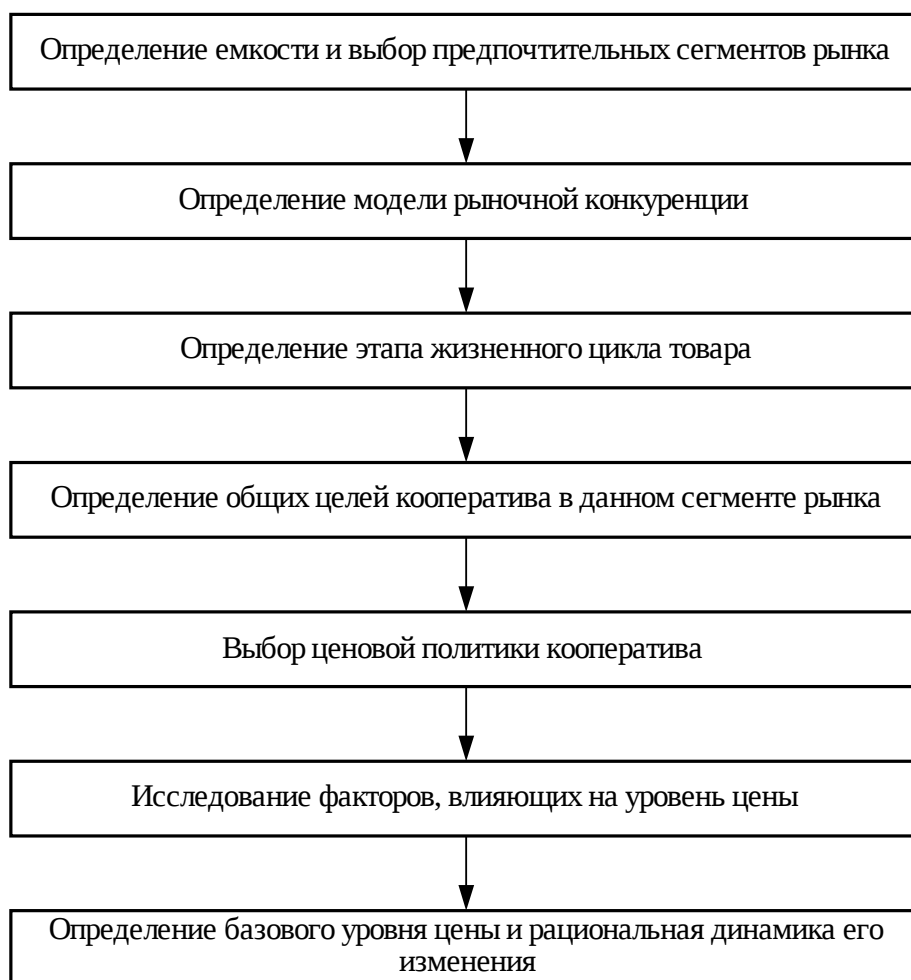 Определение емкости и выбор предпочтительных сегментов рынка
Определение модели рыночной конкуренции
Определение этапа жизненного цикла товара
Определение общих целей кооператива в данном сегменте рынка
Выбор ценовой политики кооператива
Исследование факторов, влияющих на уровень цены
Определение базового уровня цены и рациональная динамика его
изменения